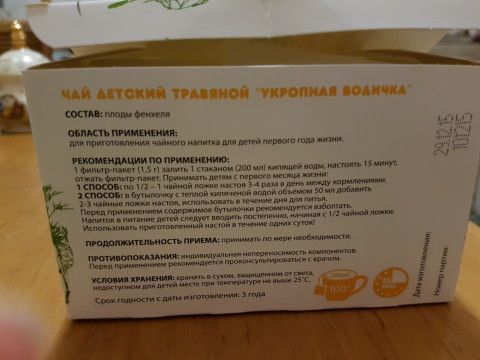 ЧАЙ ДЕТСКИЙ ТРАВЯНОЙ "УКРОПНАЯ ВОДИЧКА"
СОСТАВ: плоды фенхеля
ОБЛАСТЬ ПРИМЕНЕНИЯ:
для приготовления чайного напитка для детей первого года жизни.
РЕКОМЕНДАЦИИ ПО ПРИМЕНЕНИЮ:
1 фильтр-пакет (1,5 г) залить 1 стаканом (200 мл) кипящей воды, настоять 15 минут,
отжать фильтр-пакет. Принимать детям с первого месяца жизни:
1 СПОСОБ: по 1/2 – 1 чайной ложке настоя 3-4 раза в день между кормлениями.
2 СПОСОБ: в бутылочку с теплой кипяченой водой объемом 50 мл добавить
2-3 чайные ложки настоя, использовать в течение дня для питья.
Перед применением содержимое бутылочки рекомендуется взболтать.
Напиток в питание детей следует вводить постепенно, начиная с 1/2 чайной ложки.
Использовать приготовленный настой в течение одних суток!
ПРОДОЛЖИТЕЛЬНОСТЬ ПРИЕМА: принимать по мере необходимости.
ПРОТИВОПОКАЗАНИЯ: индивидуальная непереносимость компонентов.
Перед применением рекомендуется проконсультироваться с врачом.
УСЛОВИЯ ХРАНЕНИЯ: хранить в сухом, защищенном от света,
недоступном для детей месте при температуре не выше 25°С.
Срок годности с даты изготовления: 3 года
200мл
100°
15
мин
Дата изготовления:
Номер партии:
29.12.15
101215